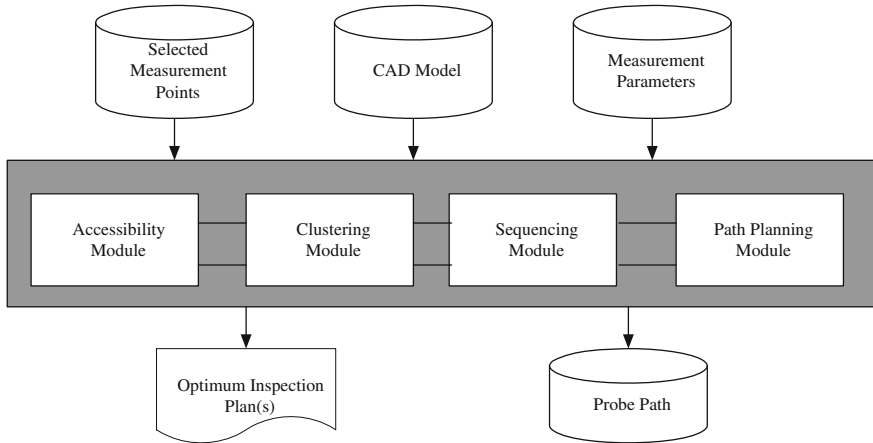 Selected
Measurement
Points
CAD Model
Measurement
Parameters
Accessibility
Module
Clustering
Module
Sequencing
Module
Path Planning
Module
Optimum Inspection
Plan(s)
Probe Path